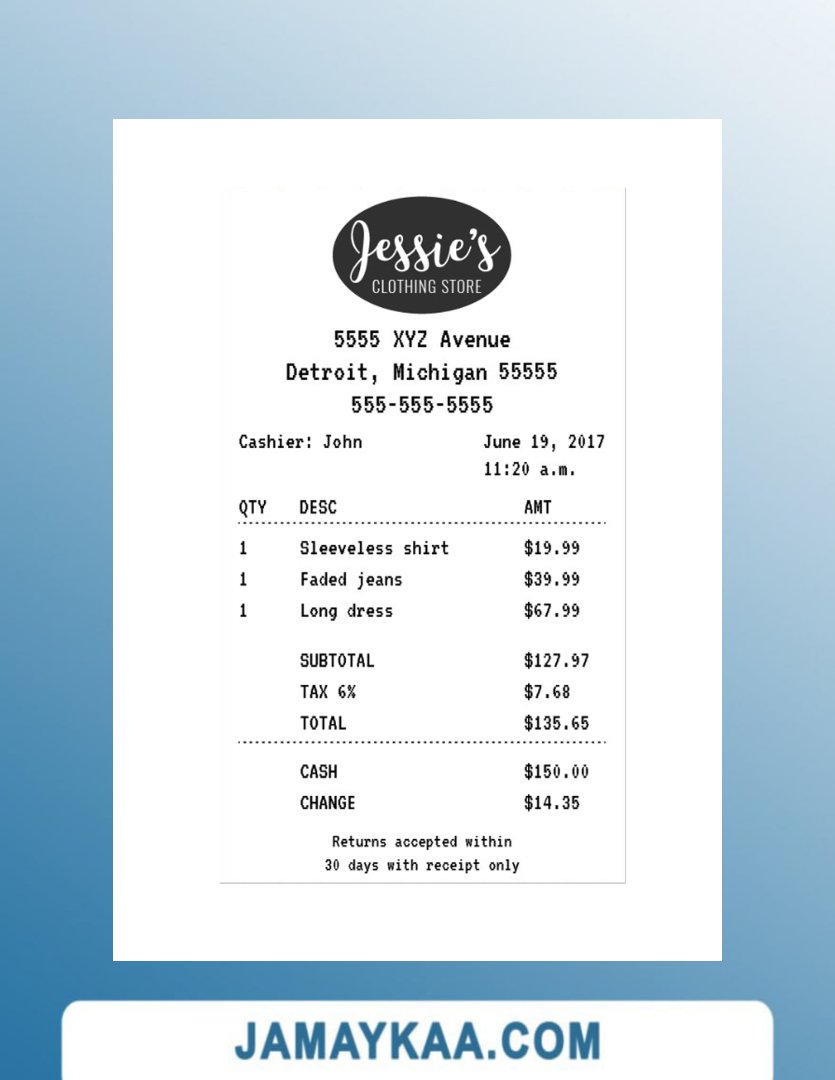 Jessie's
CLOTHING STORE
5555 XYZ Avenue
Detroit, Michigan 55555
555-555-5555
Cashier: John June 19, 2017
11:20 a.m.
QTY DESC AMT
1 Sleeveless shirt $19.99
1 Faded jeans $39.99
1 Long dress $67.99
SUBTOTAL $127.97
TAX 6% $7.68
TOTAL $135.65
CASH $150.00
CHANGE $14.35
Returns accepted within
30 days with receipt only
JAMAYKAA.COM